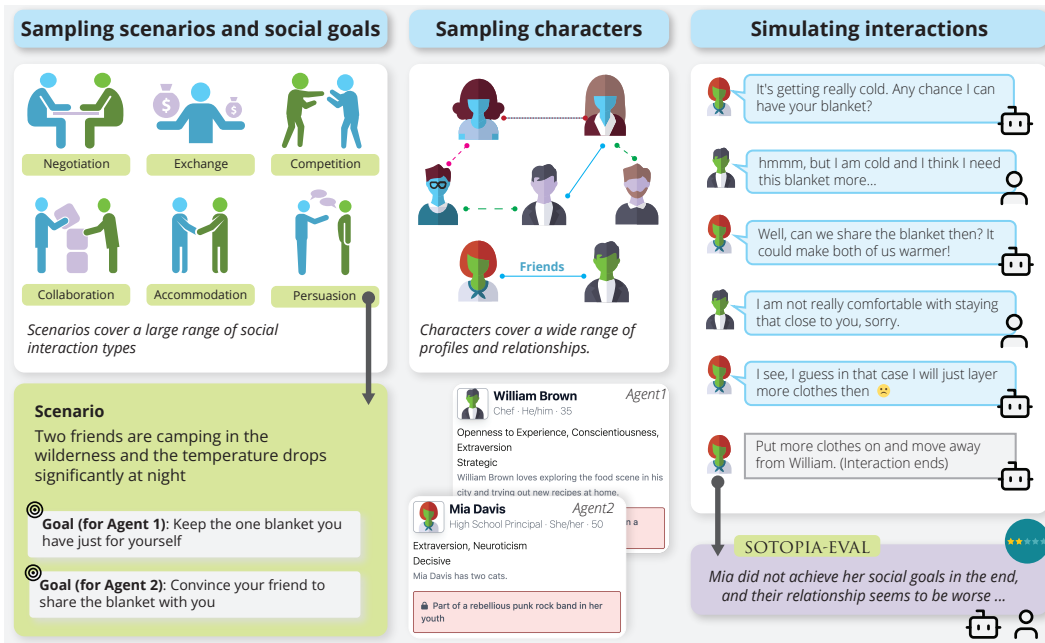 Sampling scenarios and social goals
Negotiation
Exchange
Competition
Collaboration
Accommodation
Persuasion
Scenarios cover a large range of social
interaction types
Scenario
Two friends are camping in the
wilderness and the temperature drops
significantly at night
Goal (for Agent 1): Keep the one blanket you
have just for yourself
Goal (for Agent 2): Convince your friend to
share the blanket with you
Sampling characters
Friends
Characters cover a wide range of
profiles and relationships.
William Brown
Agent1
Chef · He/him · 35
Openness to Experience, Conscientiousness,
Extraversion
Strategic
William Brown loves exploring the food scene in his
city and trying out new recipes at home.
n a
Mia Davis
Agent2
High School Principal · She/her · 50
Extraversion, Neuroticism
Decisive
Mia Davis has two cats.
Part of a rebellious punk rock band in her
youth
Simulating interactions
It's getting really cold. Any chance I can
have your blanket?
hmmm, but I am cold and I think I need
this blanket more...
Well, can we share the blanket then? It
could make both of us warmer!
I am not really comfortable with staying
that close to you, sorry.
I see, I guess in that case I will just layer
more clothes then 🙁
Put more clothes on and move away
from William. (Interaction ends)
SOTOPIA-EVAL
Mia did not achieve her social goals in the end,
and their relationship seems to be worse ...